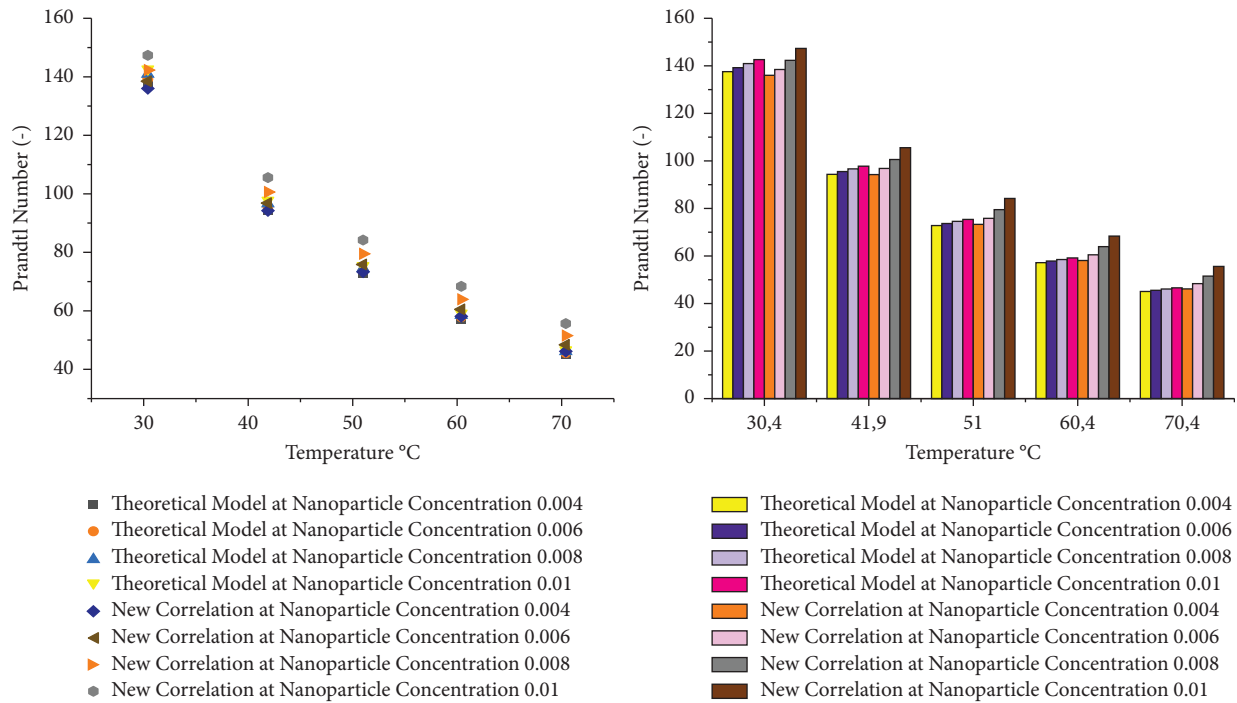 160
140
120
100
80
60
40
Prandtl Number (-)
30
40
50
60
70
Temperature °C
Theoretical Model at Nanoparticle Concentration 0.004
Theoretical Model at Nanoparticle Concentration 0.006
Theoretical Model at Nanoparticle Concentration 0.008
Theoretical Model at Nanoparticle Concentration 0.01
New Correlation at Nanoparticle Concentration 0.004
New Correlation at Nanoparticle Concentration 0.006
New Correlation at Nanoparticle Concentration 0.008
New Correlation at Nanoparticle Concentration 0.01
160
140
120
100
80
60
40
20
0
Prandtl Number (-)
30,4
41,9
51
60,4
70,4
Temperature °C
Theoretical Model at Nanoparticle Concentration 0.004
Theoretical Model at Nanoparticle Concentration 0.006
Theoretical Model at Nanoparticle Concentration 0.008
Theoretical Model at Nanoparticle Concentration 0.01
New Correlation at Nanoparticle Concentration 0.004
New Correlation at Nanoparticle Concentration 0.006
New Correlation at Nanoparticle Concentration 0.008
New Correlation at Nanoparticle Concentration 0.01